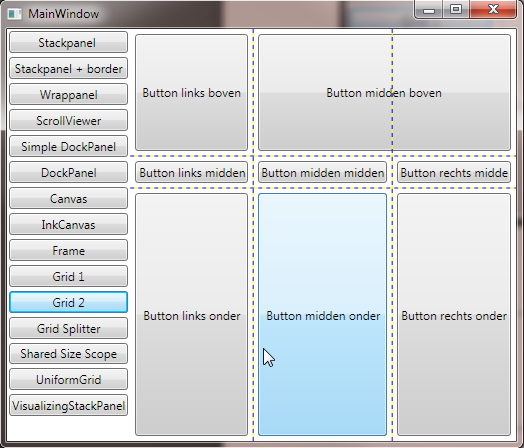 MainWindow
Stackpanel
Stackpanel + border
Wrappanel
ScrollViewer
Simple DockPanel
DockPanel
Canvas
InkCanvas
Frame
Grid 1
Grid 2
Grid Splitter
Shared Size Scope
UniformGrid
VisualizingStackPanel
Button links boven
Button midden boven
Button links midden
Button midden midden
Button rechts midde
Button links onder
Button midden onder
Button rechts onder